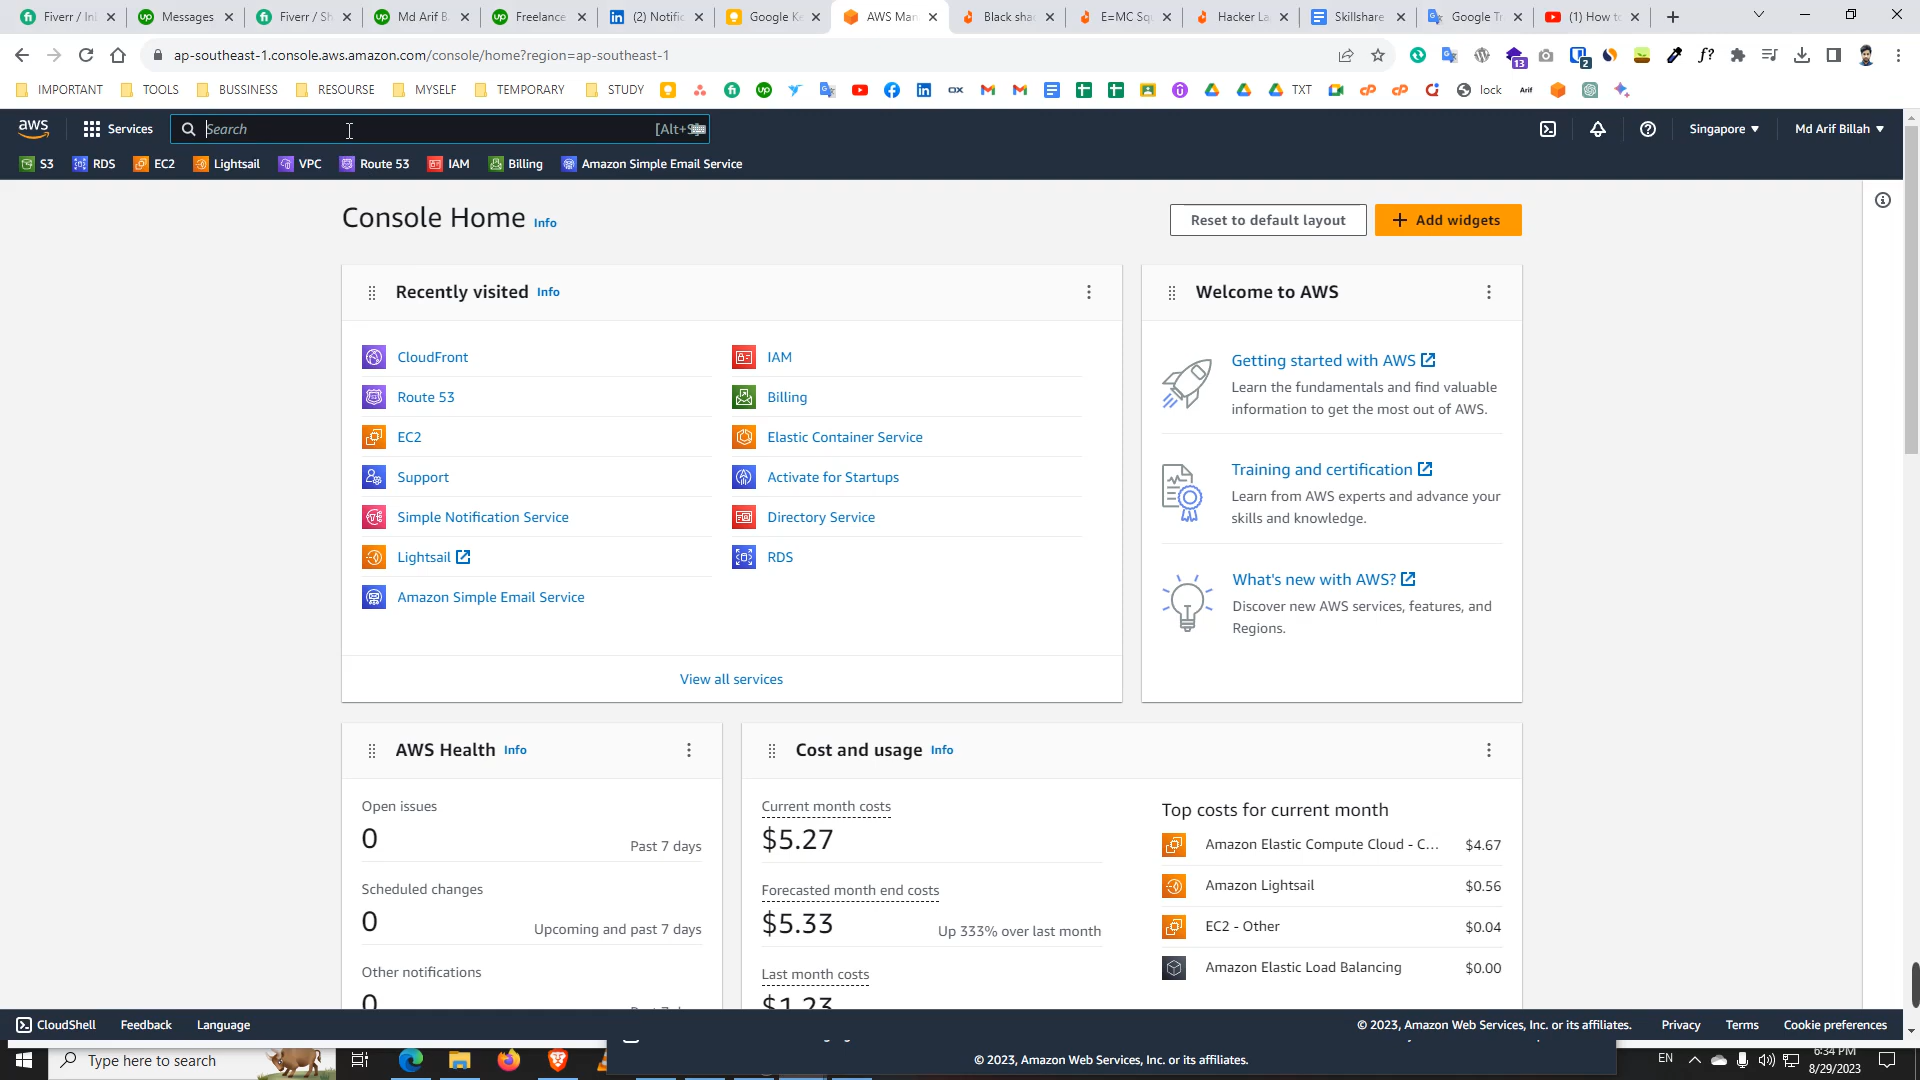 Fiverr / In
Messages
Fiverr / Sh
Md Arif B
Freelance
(2) Notific
Google Ke
AWS Man
Black sha
E=MC Sq
Hacker La
Skillshare
Google Tr
(1) How to
ap-southeast-1.console.aws.amazon.com/console/home?region=ap-southeast-1
13
2
f?
IMPORTANT
TOOLS
BUSSINESS
RESOURSE
MYSELF
TEMPORARY
STUDY
TXT
lock
Arif
aws
Services
Search
[Alt+S]
Singapore
Md Arif Billah
S3
RDS
EC2
Lightsail
VPC
Route 53
IAM
Billing
Amazon Simple Email Service
Console Home Info
Reset to default layout
Add widgets
Recently visited Info
CloudFront
Route 53
EC2
Support
Simple Notification Service
Lightsail
Amazon Simple Email Service
IAM
Billing
Elastic Container Service
Activate for Startups
Directory Service
RDS
View all services
Welcome to AWS
Getting started with AWS
Learn the fundamentals and find valuable
information to get the most out of AWS.
Training and certification
Learn from AWS experts and advance your
skills and knowledge.
What's new with AWS?
Discover new AWS services, features, and
Regions.
AWS Health Info
Open issues
0
Past 7 days
Scheduled changes
0
Upcoming and past 7 days
Other notifications
0
Cost and usage Info
Current month costs
$5.27
Forecasted month end costs
$5.33
Up 333% over last month
Last month costs
$1.23
Top costs for current month
Amazon Elastic Compute Cloud - C... $4.67
Amazon Lightsail $0.56
EC2 - Other $0.04
Amazon Elastic Load Balancing $0.00
CloudShell
Feedback
Language
© 2023, Amazon Web Services, Inc. or its affiliates.
Privacy
Terms
Cookie preferences
Type here to search
© 2023, Amazon Web Services, Inc. or its affiliates.
EN
6:34 PM
8/29/2023